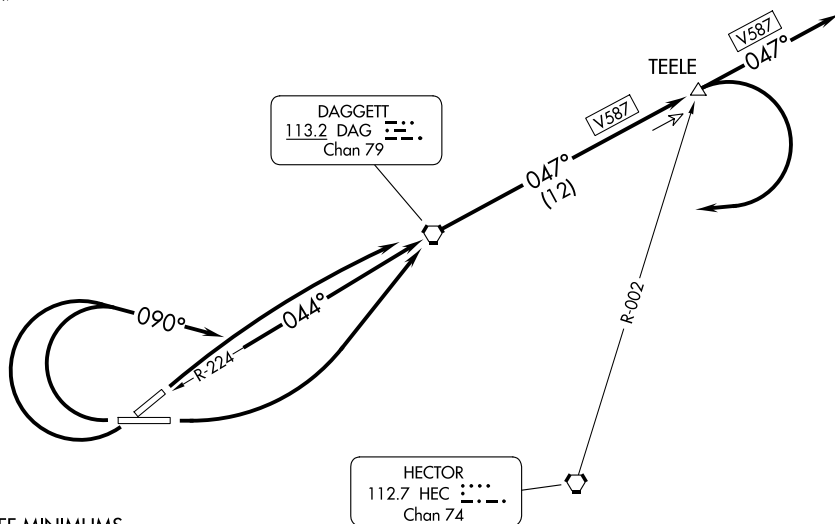 V587
047°
TEELE
DAGGETT
113.2 DAG
Chan 79
V587
047°
(12)
090°
044°
R-224
R-002
HECTOR
112.7 HEC
Chan 74